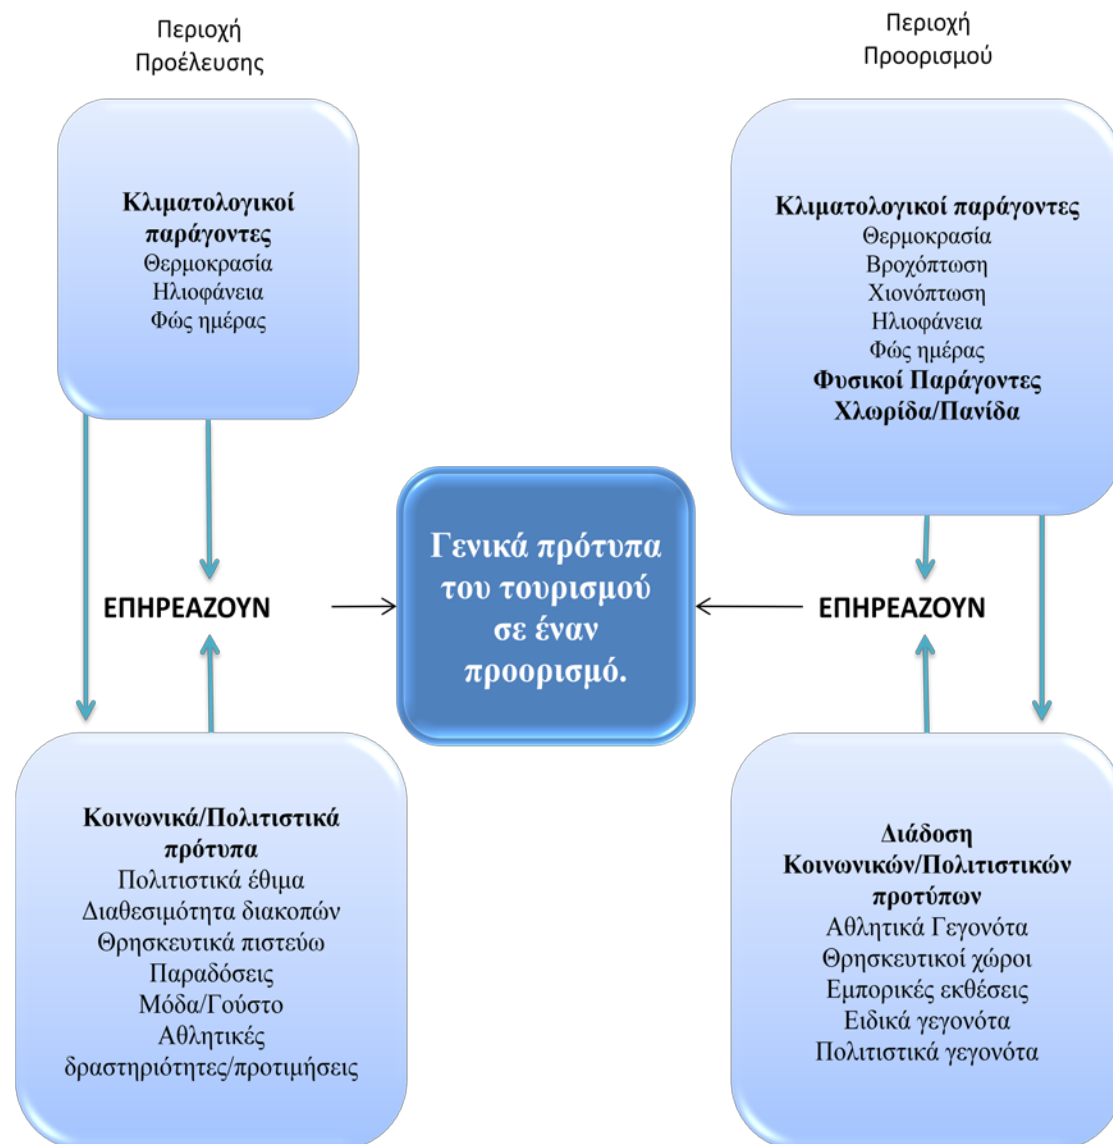 Περιοχή
Προέλευσης
Κλιματολογικοί
παράγοντες
Θερμοκρασία
Ηλιοφάνεια
Φώς ημέρας
ΕΠΗΡΕΑΖΟΥΝ
Κοινωνικά/Πολιτιστικά
πρότυπα
Πολιτιστικά έθιμα
Διαθεσιμότητα διακοπών
Θρησκευτικά πιστεύω
Παραδόσεις
Μόδα/Γούστο
Αθλητικές
δραστηριότητες/προτιμήσεις
Γενικά πρότυπα
του τουρισμού
σε έναν
προορισμό.
Περιοχή
Προορισμού
Κλιματολογικοί παράγοντες
Θερμοκρασία
Βροχόπτωση
Χιονόπτωση
Ηλιοφάνεια
Φώς ημέρας
Φυσικοί Παράγοντες
Χλωρίδα/Πανίδα
ΕΠΗΡΕΑΖΟΥΝ
Διάδοση
Κοινωνικών/Πολιτιστικών
προτύπων
Αθλητικά Γεγονότα
Θρησκευτικοί χώροι
Εμπορικές εκθέσεις
Ειδικά γεγονότα
Πολιτιστικά γεγονότα